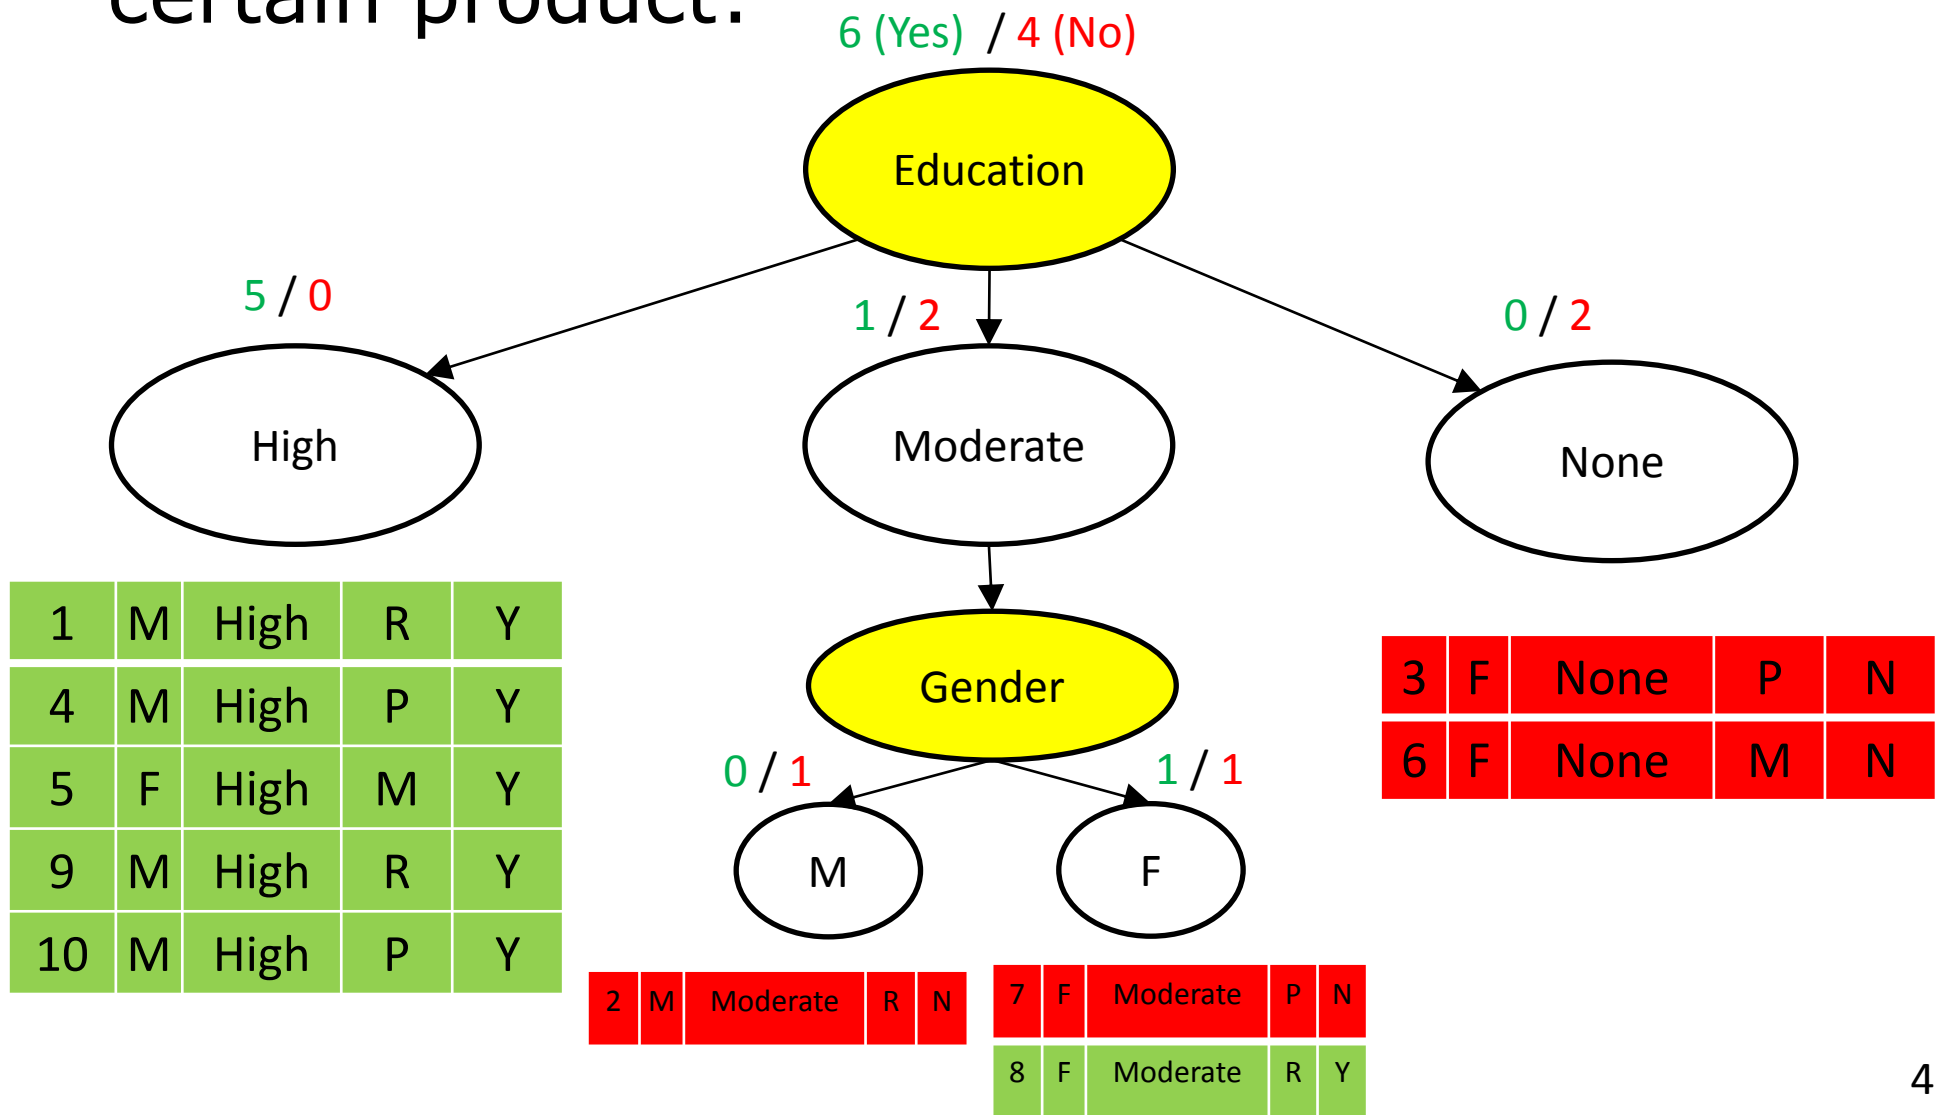 certain product?
6 (Yes) / 4 (No)
Education
5 / 0
1 / 2
0 / 2
High
Moderate
None
1 M High R Y
4 M High P Y
5 F High M Y
9 M High R Y
10 M High P Y
Gender
0 / 1
1 / 1
M
F
3 F None P N
6 F None M N
2 M Moderate R N
7 F Moderate P N
8 F Moderate R Y
4